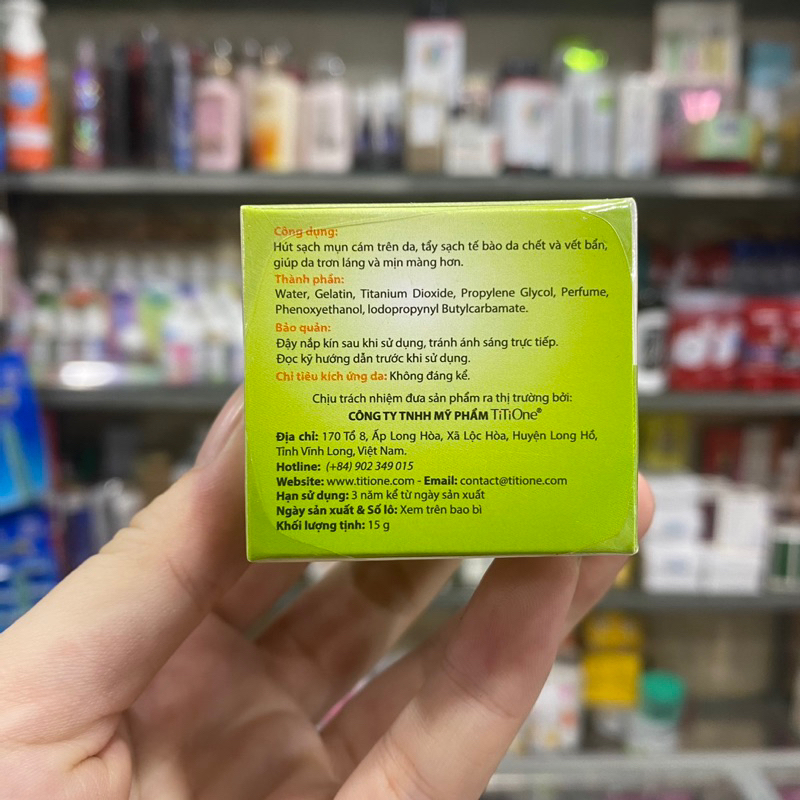 Công dụng:
Hút sạch mụn cám trên da, tẩy sạch tế bào da chết và vết bẩn,
giúp da trơn láng và mịn màng hơn.
Thành phần:
Water, Gelatin, Titanium Dioxide, Propylene Glycol, Perfume,
Phenoxyethanol, Iodopropynyl Butylcarbamate.
Bảo quản:
Đậy nắp kín sau khi sử dụng, tránh ánh sáng trực tiếp.
Đọc kỹ hướng dẫn trước khi sử dụng.
Chỉ tiêu kích ứng da: Không đáng kể.
Chịu trách nhiệm đưa sản phẩm ra thị trường bởi:
CÔNG TY TNHH MỸ PHẨM TiTiOne®
Địa chỉ: 170 Tổ 8, Ấp Long Hòa, Xã Lộc Hòa, Huyện Long Hồ,
Tỉnh Vĩnh Long, Việt Nam.
Hotline: (+84) 902 349 015
Website: www.titione.com - Email: contact@titione.com
Hạn sử dụng: 3 năm kể từ ngày sản xuất
Ngày sản xuất & Số lô: Xem trên bao bì
Khối lượng tịnh: 15 g